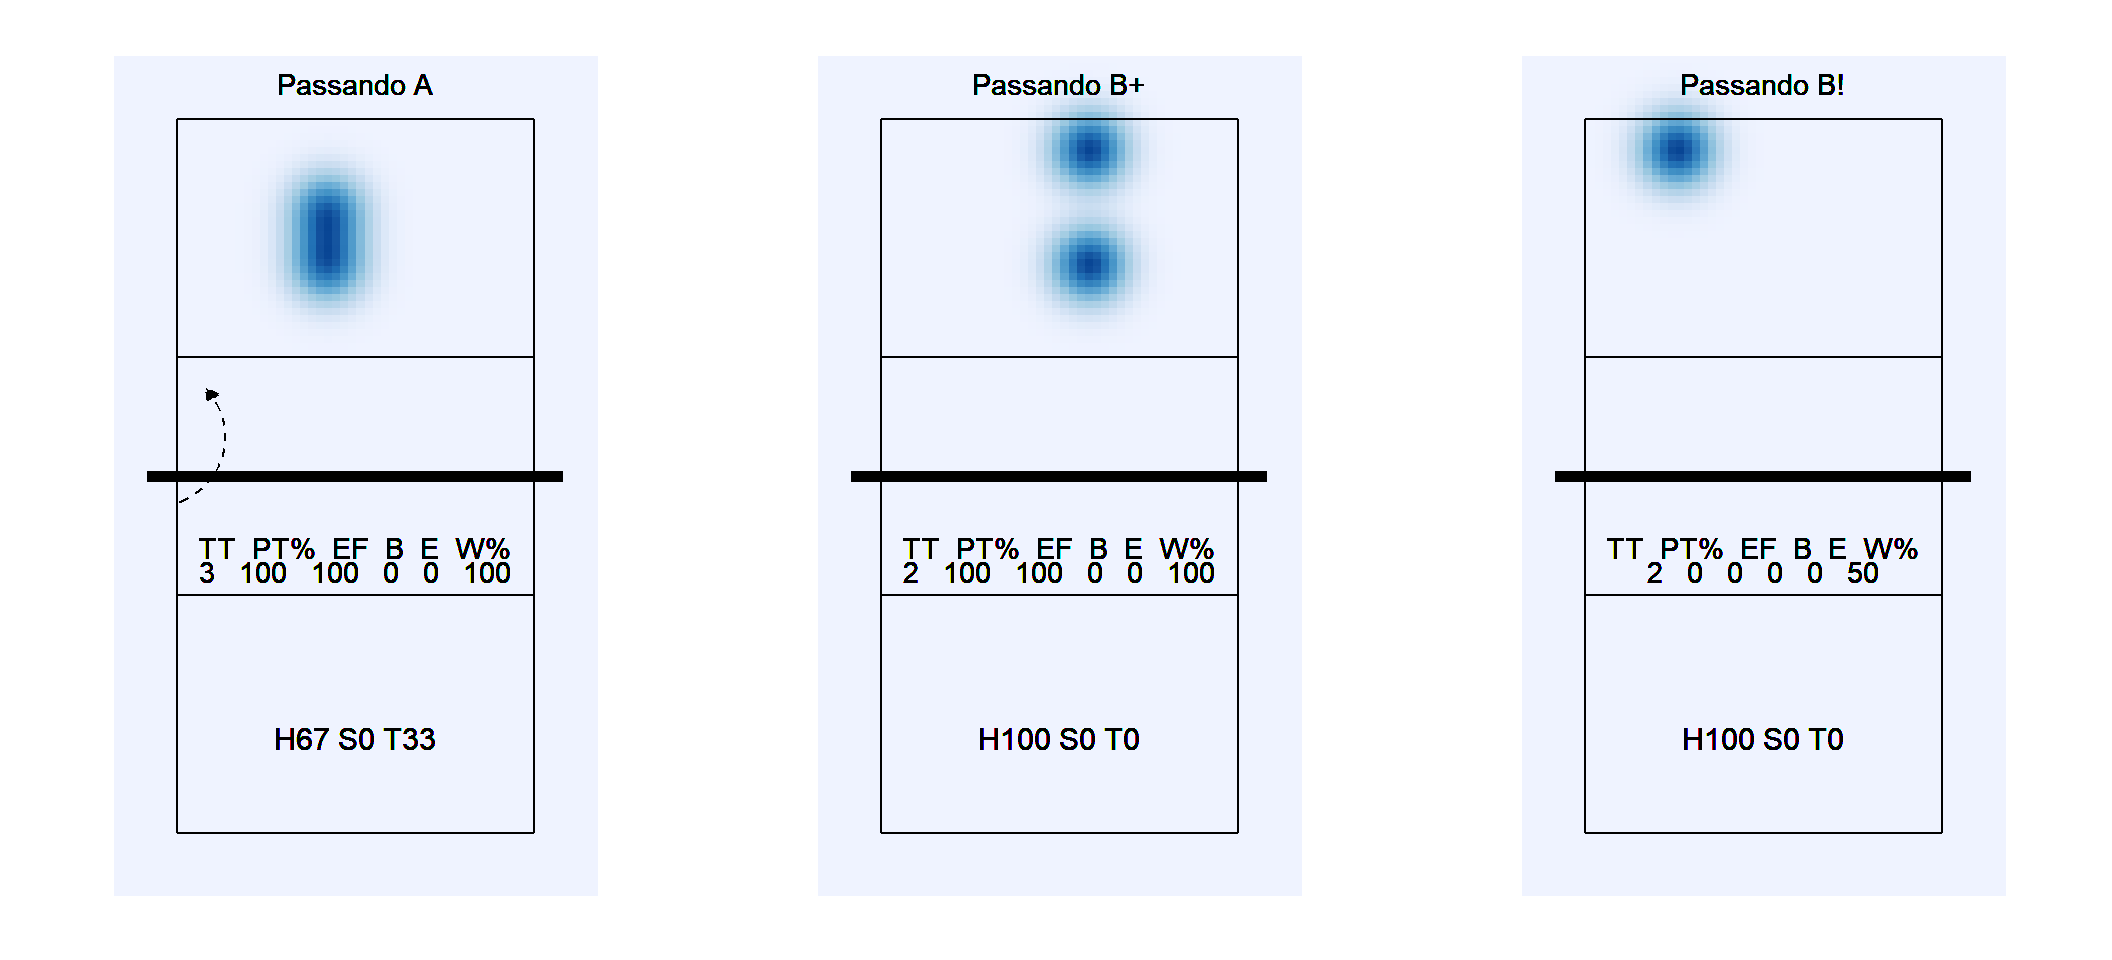 Passando A
TT PT% EF B E W%
3 100 100 0 0 100
H67 S0 T33
Passando B+
TT PT% EF B E W%
2 100 100 0 0 100
H100 S0 T0
Passando B!
TT PT% EF B E W%
2 0 0 0 0 50
H100 S0 T0